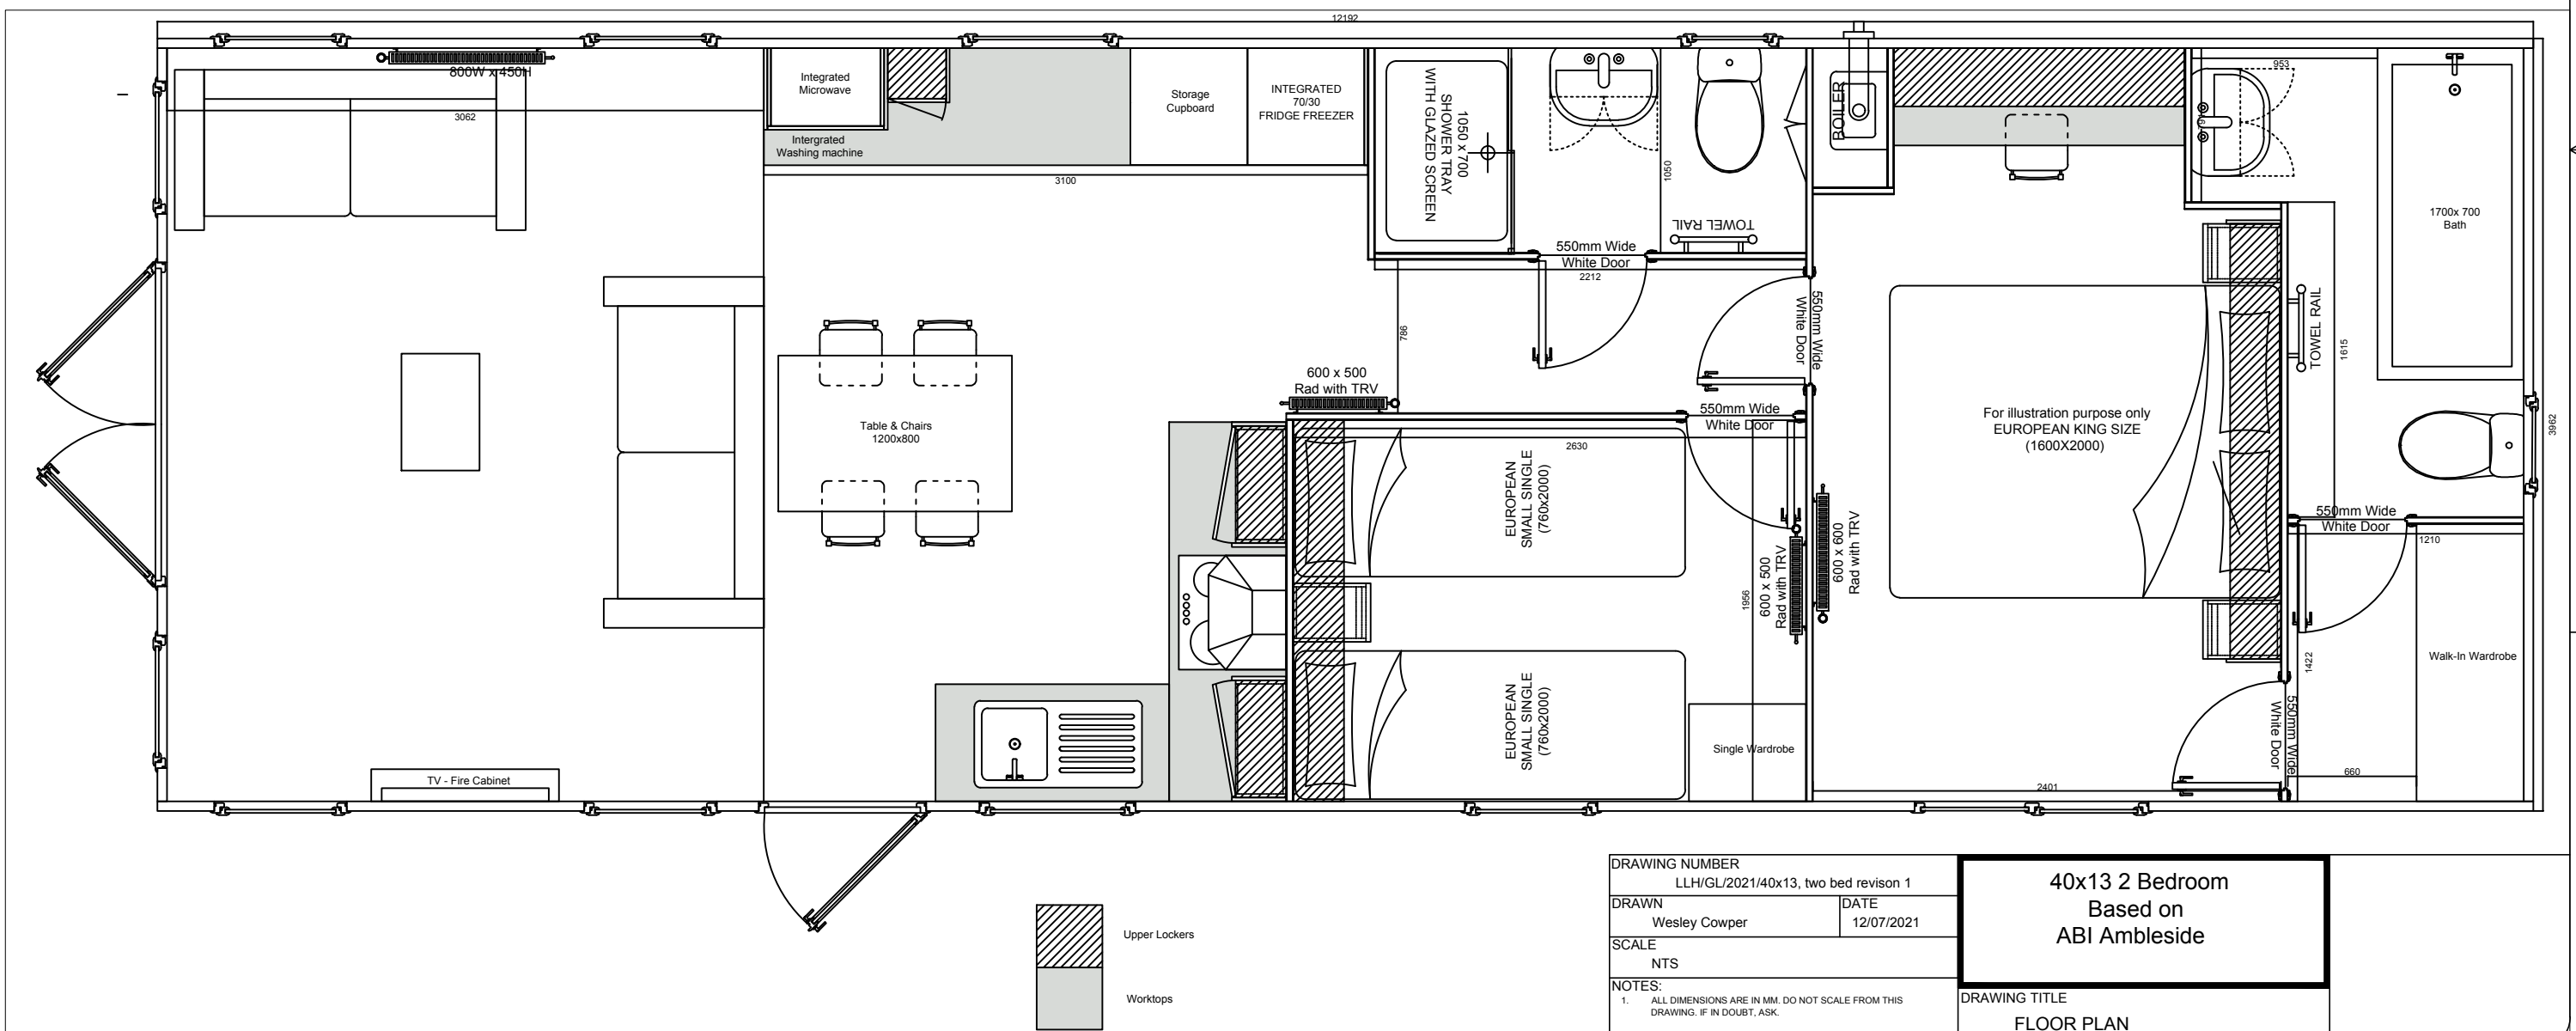 12192
800W x 450H
3062
Integrated
Microwave
Intergrated
Washing machine
Storage
Cupboard
INTEGRATED
70/30
FRIDGE FREEZER
3100
1050 x 700
SHOWER TRAY
WITH GLAZED SCREEN
1050
TOWEL RAIL
550mm Wide
White Door
2212
BOILER
953
1700x 700
Bath
786
550mm Wide
White Door
600 x 500
Rad with TRV
550mm Wide
White Door
2630
Table & Chairs
1200x800
EUROPEAN
SMALL SINGLE
(760x2000)
For illustration purpose only
EUROPEAN KING SIZE
(1600X2000)
TOWEL RAIL
1615
3962
550mm Wide
White Door
1210
600 x 500
Rad with TRV
600 x 600
Rad with TRV
1956
EUROPEAN
SMALL SINGLE
(760x2000)
Single Wardrobe
1422
Walk-In Wardrobe
550mm Wide
White Door
660
2401
TV - Fire Cabinet
Upper Lockers
Worktops
DRAWING NUMBER
LLH/GL/2021/40x13, two bed revison 1
DRAWN
Wesley Cowper
DATE
12/07/2021
SCALE
NTS
NOTES:
1. ALL DIMENSIONS ARE IN MM. DO NOT SCALE FROM THIS
DRAWING. IF IN DOUBT, ASK.
40x13 2 Bedroom
Based on
ABI Ambleside
DRAWING TITLE
FLOOR PLAN